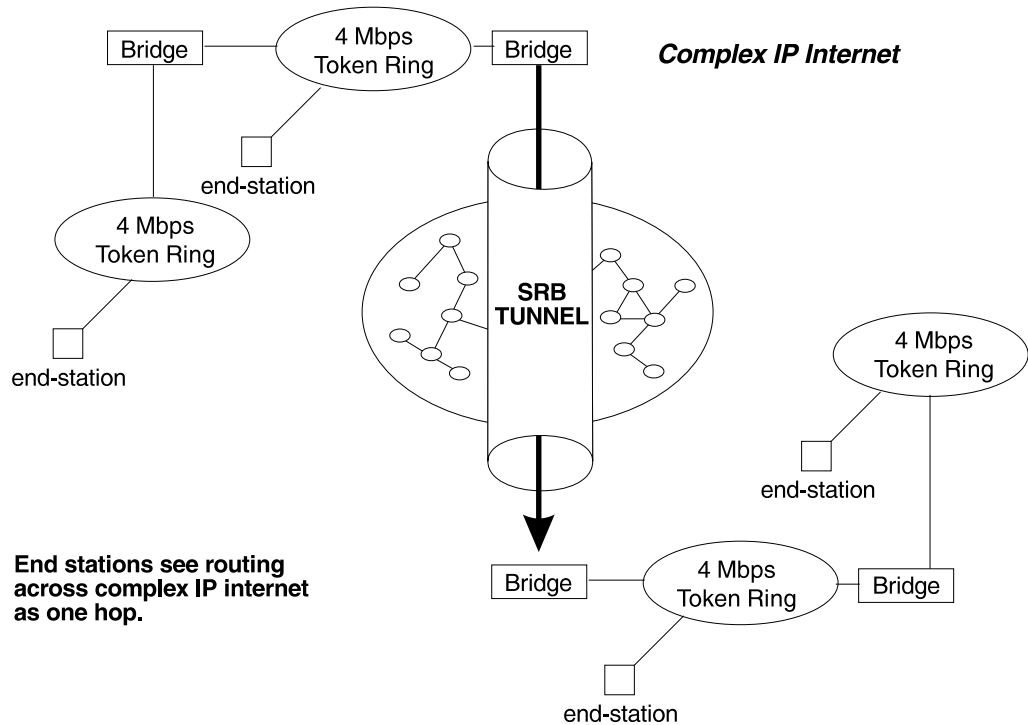 Bridge
4 Mbps
Token Ring
Bridge
Complex IP Internet
end-station
4 Mbps
Token Ring
end-station
SRB
TUNNEL
4 Mbps
Token Ring
end-station
End stations see routing
across complex IP internet
as one hop.
Bridge
4 Mbps
Token Ring
Bridge
end-station